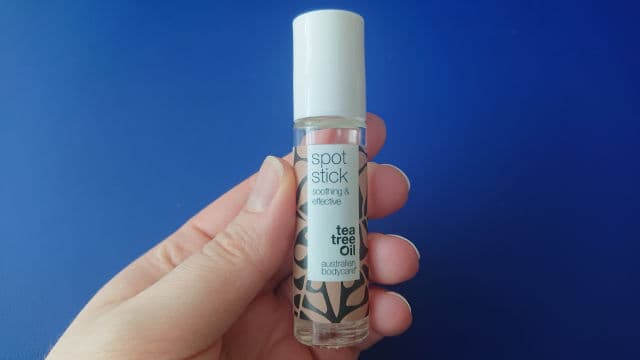 spot
stick
soothing &
effective
tea
tree
oil
australian
bodycare®